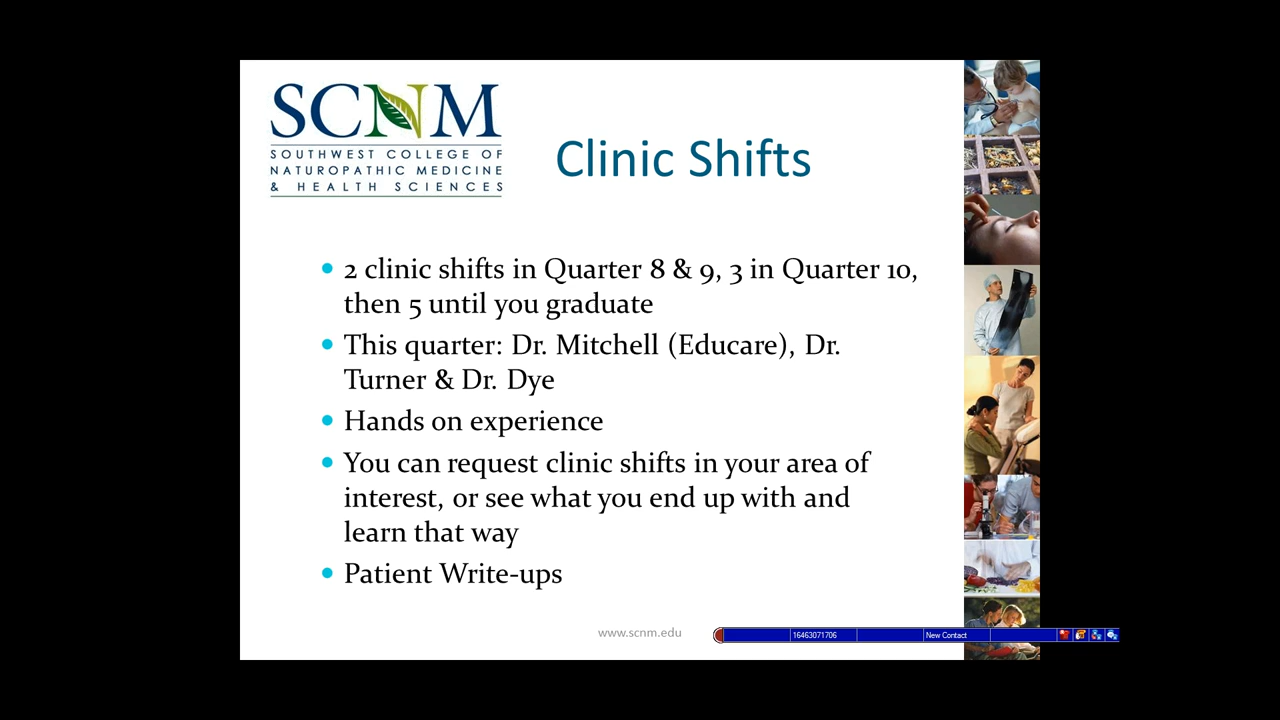 SCNM
SOUTHWEST COLLEGE OF
NATUROPATHIC MEDICINE
& HEALTH SCIENCES
Clinic Shifts
• 2 clinic shifts in Quarter 8 & 9, 3 in Quarter 10,
then 5 until you graduate
• This quarter: Dr. Mitchell (Educare), Dr.
Turner & Dr. Dye
• Hands on experience
• You can request clinic shifts in your area of
interest, or see what you end up with and
learn that way
• Patient Write-ups
www.scnm.edu
16463071706
New Contact